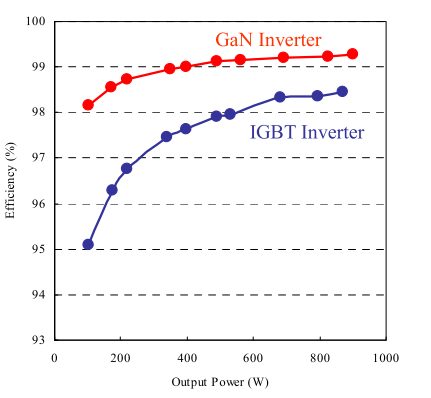 100
GaN Inverter
99
98
IGBT Inverter
97
96
95
94
93
Efficiency (%)
0 200 400 600 800 1000
Output Power (W)